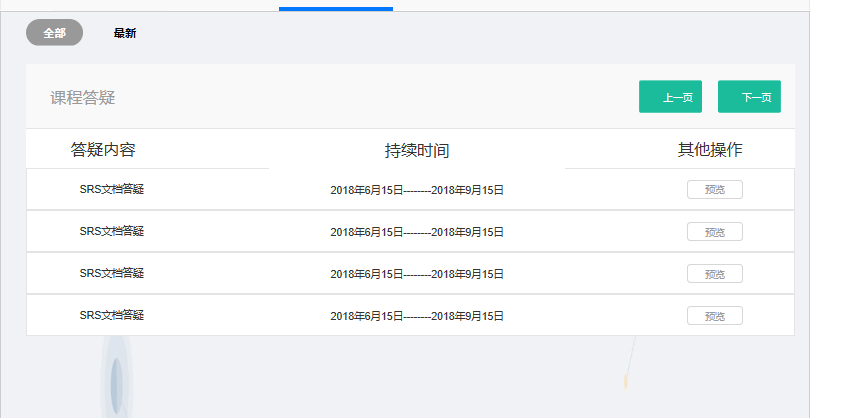 全部 最新
课程答疑 上一页 下一页
答疑内容 持续时间 其他操作
SRS文档答疑 2018年6月15日--------2018年9月15日 预览
SRS文档答疑 2018年6月15日--------2018年9月15日 预览
SRS文档答疑 2018年6月15日--------2018年9月15日 预览
SRS文档答疑 2018年6月15日--------2018年9月15日 预览